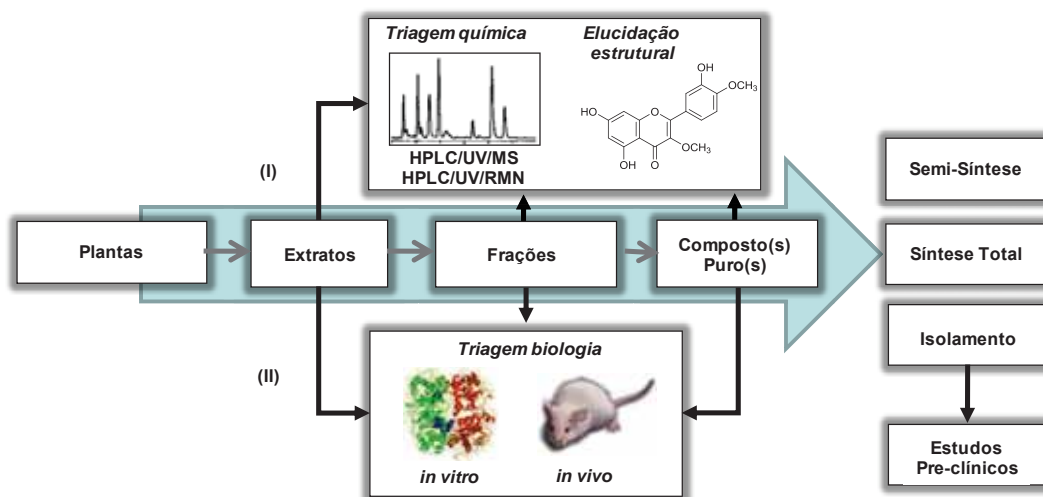 Triagem química
Elucidação
estrutural
OH
OCH3
HO
O
OCH3
OH
O
HPLC/UV/MS
HPLC/UV/RMN
(I)
Plantas
Extratos
Frações
Composto(s)
Puro(s)
Semi-Síntese
Síntese Total
Isolamento
Estudos
Pre-clínicos
(II)
Triagem biologia
in vitro
in vivo